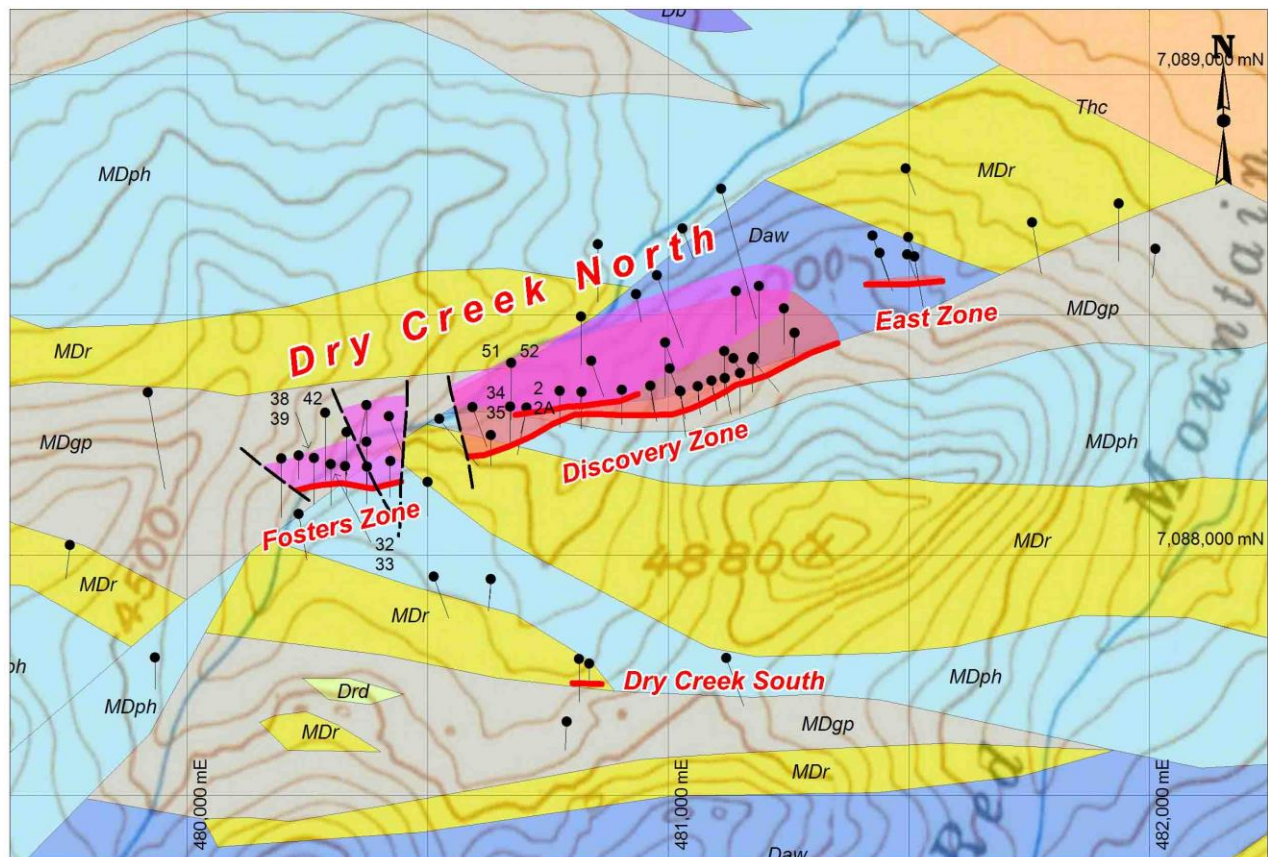 Db
N
7,089,000 mN
Thc
MDph
MDr
Daw
Dry Creek North
00
East Zone
MDgp
MDr
51 52
38 42
39
34 2
35 2A
MDgp
MDph
Discovery Zone
Fosters Zone
32
33
7,088,000 mN
4500
4880
MDr
MDr
MDr
Dry Creek South
ph
MDph
Drd
MDph
MDr
MDgp
MDr
480,000 mE
481,000 mE
482,000 mE
Red Mountain
Daw